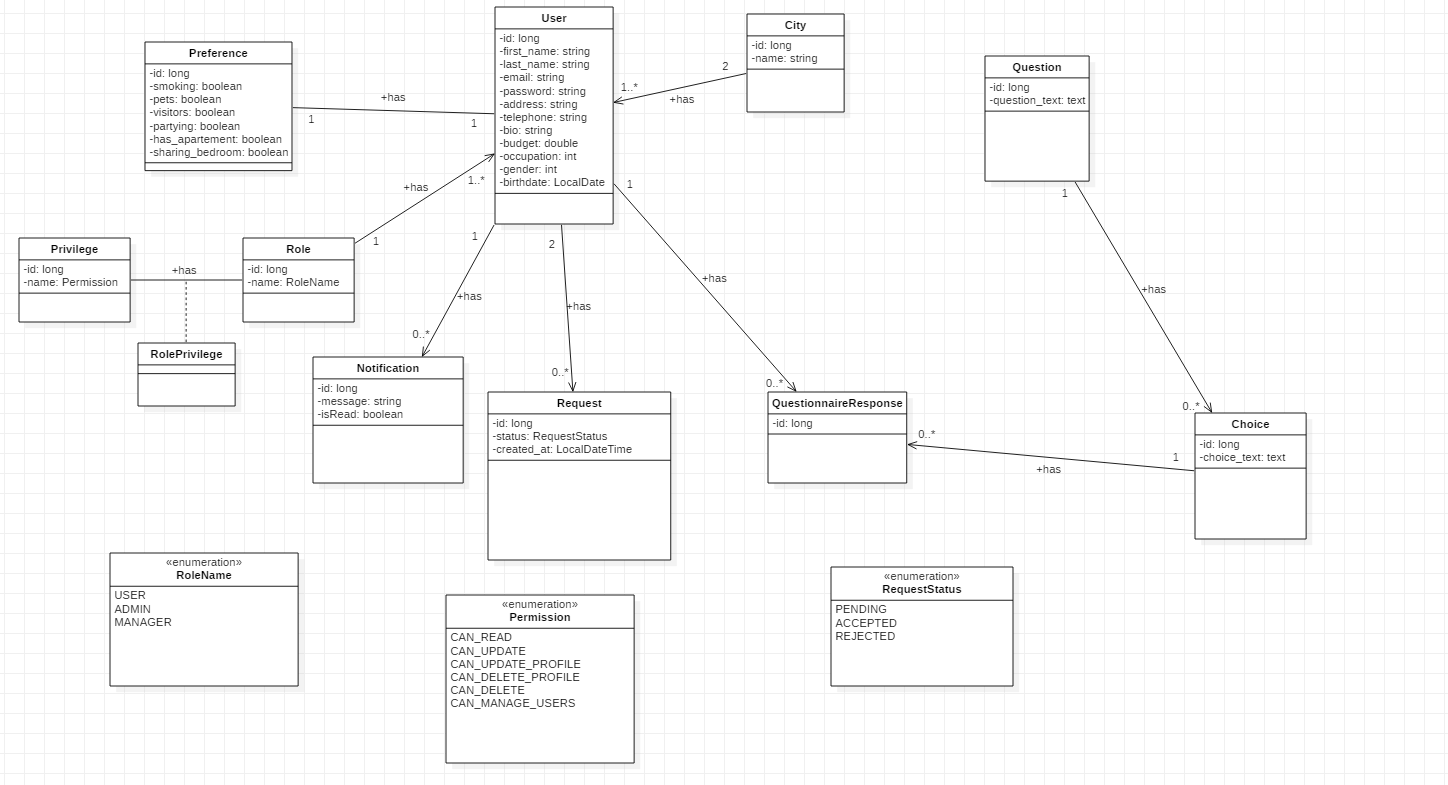 User
-id: long
-first_name: string
-last_name: string
-email: string
-password: string
-address: string
-telephone: string
-bio: string
-budget: double
-occupation: int
-gender: int
-birthdate: LocalDate
City
-id: long
-name: string
Preference
-id: long
-smoking: boolean
-pets: boolean
-visitors: boolean
-partying: boolean
-has_apartement: boolean
-sharing_bedroom: boolean
Question
-id: long
-question_text: text
+has
1
1
2
1..*
+has
+has
1..*
1
Privilege
-id: long
-name: Permission
+has
Role
-id: long
-name: RoleName
RolePrivilege
1
+has
0..*
2
+has
0..*
1
+has
0..*
1
+has
0..*
Notification
-id: long
-message: string
-isRead: boolean
Request
-id: long
-status: RequestStatus
-created_at: LocalDateTime
QuestionnaireResponse
-id: long
0..*
+has
1
Choice
-id: long
-choice_text: text
«enumeration»
RoleName
USER
ADMIN
MANAGER
«enumeration»
Permission
CAN_READ
CAN_UPDATE
CAN_UPDATE_PROFILE
CAN_DELETE_PROFILE
CAN_DELETE
CAN_MANAGE_USERS
«enumeration»
RequestStatus
PENDING
ACCEPTED
REJECTED